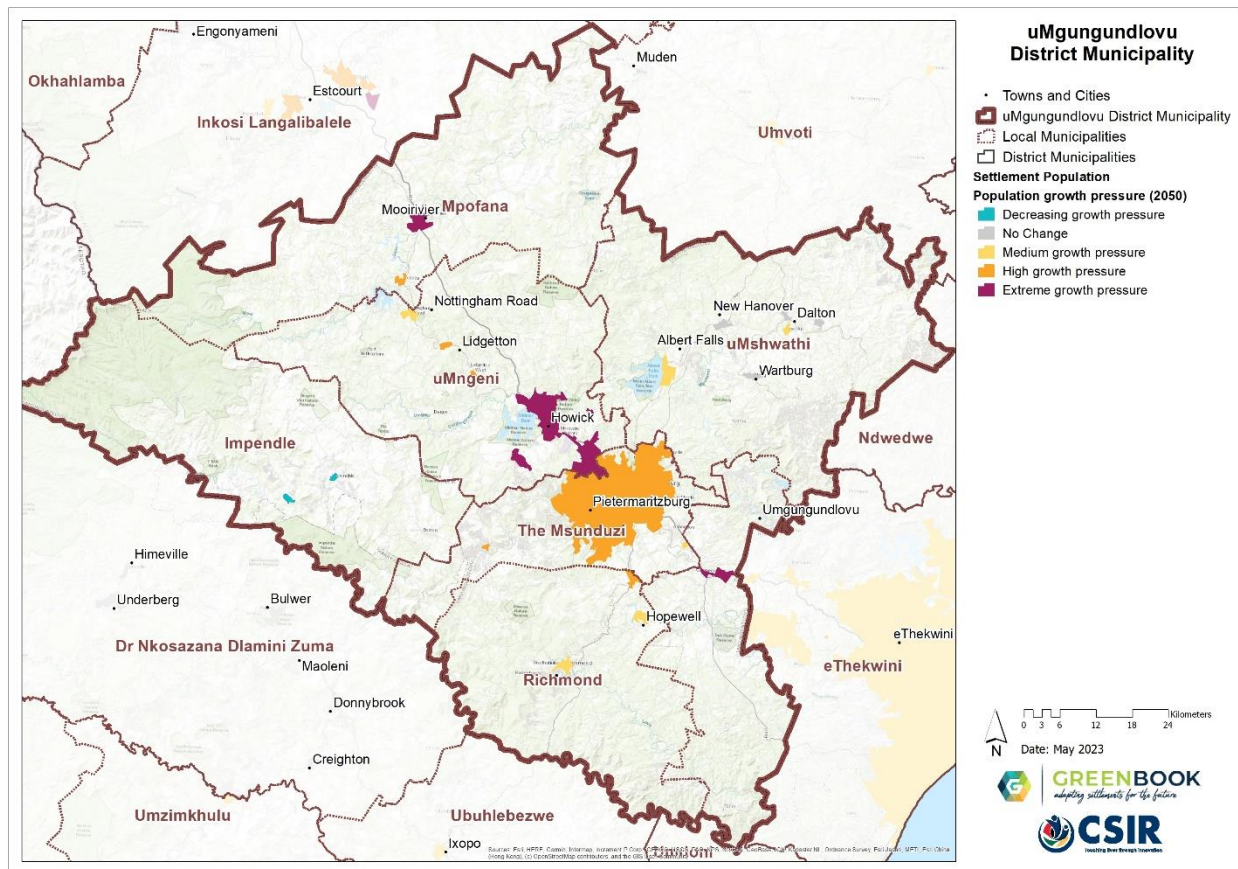 uMgungundlovu
District Municipality
Towns and Cities
uMgungundlovu District Municipality
Local Municipalities
District Municipalities
Settlement Population
Population growth pressure (2050)
Decreasing growth pressure
No Change
Medium growth pressure
High growth pressure
Extreme growth pressure
Engonyameni
Muden
Okhahlamba
Estcourt
Inkosi Langalibalele
Umvoti
Mooirivier
Mpofana
Nottingham Road
New Hanover
Dalton
Lidgetton
Albert Falls
uMshwathi
uMngeni
Wartburg
Howick
Impendle
Ndwedwe
Pietermaritzburg
Umgungundlovu
The Msunduzi
Himeville
Underberg
Bulwer
Hopewell
eThekwini
Dr Nkosazana Dlamini Zuma
Maoleni
eThekwini
Richmond
Donnybrook
Creighton
Umzimkhulu
Ubuhlebezwe
Ixopo
Kilometers
0 3 6 12 18 24
N
Date: May 2023
GREENBOOK
adapting settlements for the future
CSIR
Touching lives through innovation